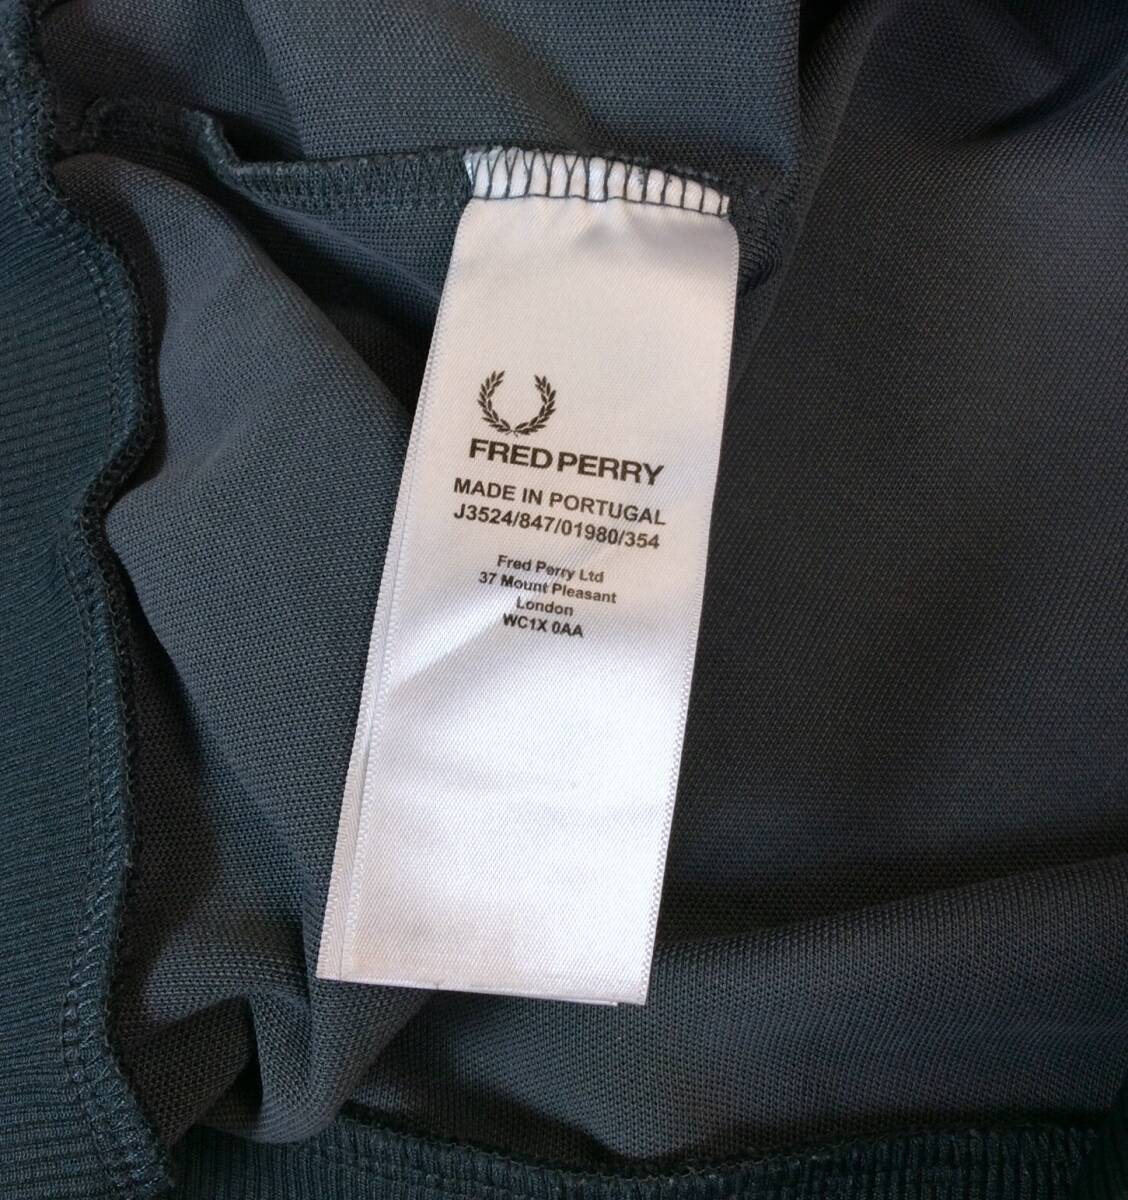 FRED PERRY
MADE IN PORTUGAL
J3524/847/01980/354
Fred Perry Ltd
37 Mount Pleasant
London
WC1X 0AA